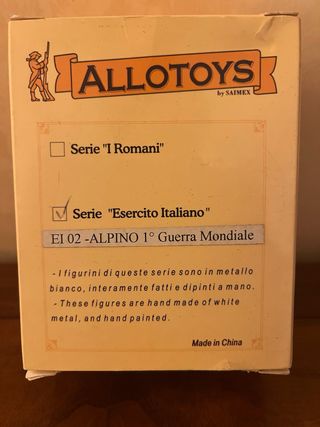 ALLOTOYS
by SAIMEX
Serie "I Romani"
Serie "Esercito Italiano"
EI 02 -ALPINO 1° Guerra Mondiale
- I figurini di queste serie sono in metallo
bianco, interamente fatti e dipinti a mano.
- These figures are hand made of white
metal, and hand painted.
Made in China